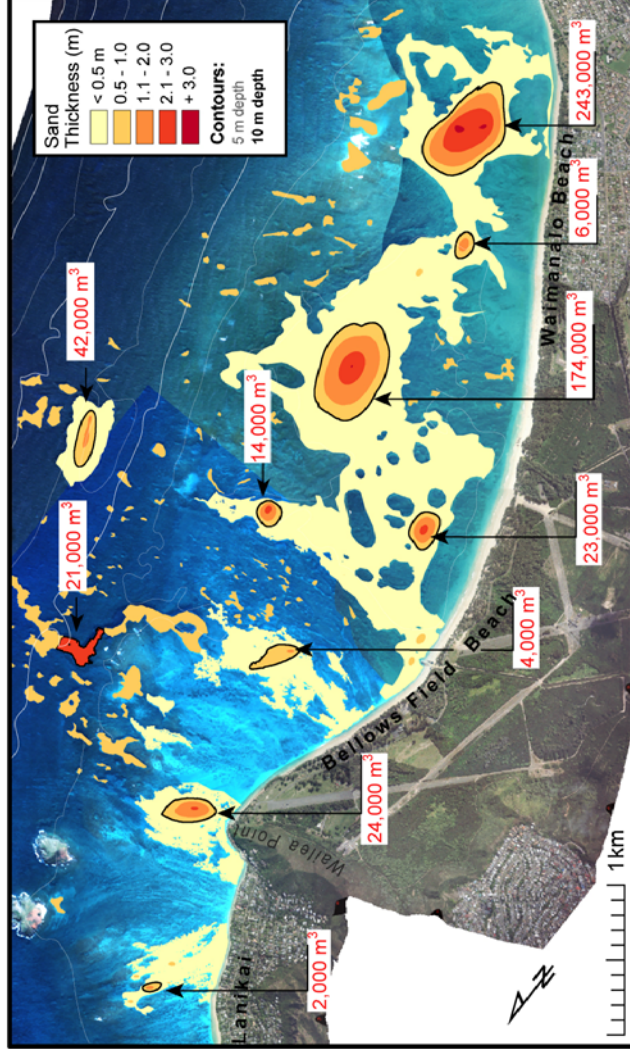 Sand
Thickness (m)
< 0.5 m
0.5 - 1.0
1.1 - 2.0
2.1 - 3.0
+ 3.0
Contours:
5 m depth
10 m depth
42,000 m³
21,000 m³
14,000 m³
243,000 m³
6,000 m³
174,000 m³
23,000 m³
4,000 m³
24,000 m³
2,000 m³
Waimanalo Beach
Bellows Field Beach
Wailea Point
Lanikai
N
1km